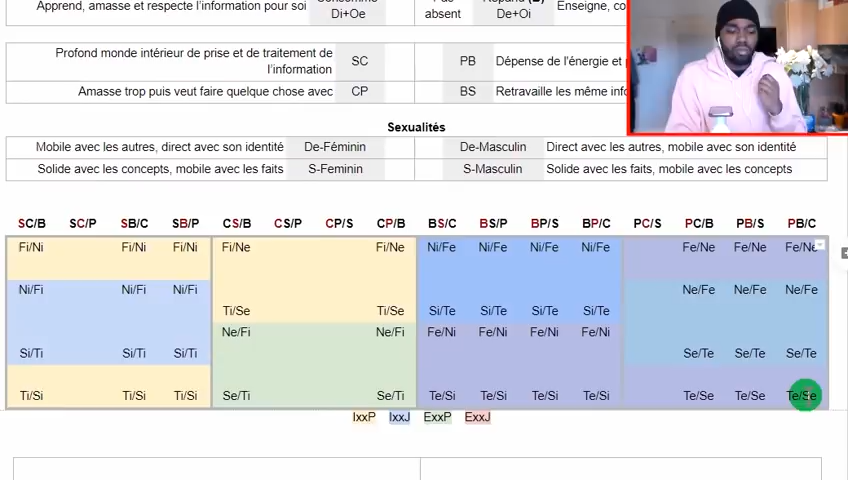 Apprend, amasse et respecte l'information pour soi
Di+Oe
absent
De+Oi
Enseigne, co
Profond monde intérieur de prise et de traitement de l'information SC PB Dépense de l'énergie et
Amasse trop puis veut faire quelque chose avec CP BS Retravaille les même info
Sexualités
Mobile avec les autres, direct avec son identité De-Féminin De-Masculin Direct avec les autres, mobile avec son identité
Solide avec les concepts, mobile avec les faits S-Feminin S-Masculin Solide avec les faits, mobile avec les concepts
SC/B SC/P SB/C SB/P CS/B CS/P CP/S CP/B BS/C BS/P BP/S BP/C PC/S PC/B PB/S PB/C
Fi/Ni Fi/Ni Fi/Ni Fi/Ne Fi/Ne Ni/Fe Ni/Fe Ni/Fe Ni/Fe Fe/Ne Fe/Ne Fe/Ne
Ni/Fi Ni/Fi Ni/Fi Ne/Fe Ne/Fe Ne/Fe
Ti/Se Ti/Se Si/Te Si/Te Si/Te Si/Te
Ne/Fi Ne/Fi Fe/Ni Fe/Ni Fe/Ni Fe/Ni
Si/Ti Si/Ti Si/Ti Se/Te Se/Te Se/Te
Ti/Si Ti/Si Ti/Si Se/Ti Se/Ti Te/Si Te/Si Te/Si Te/Si Te/Se Te/Se Te/Se
IxxP IxxJ ExxP ExxJ